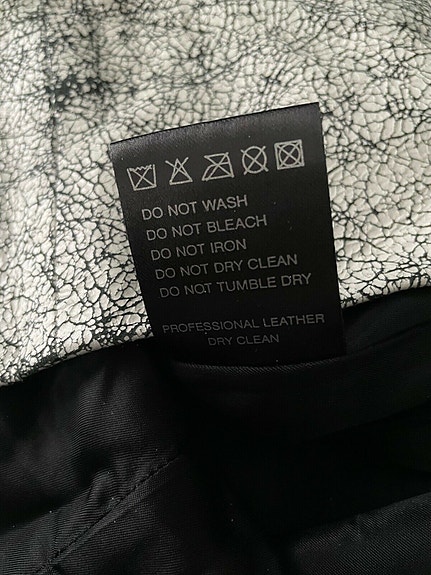 DO NOT WASH
DO NOT BLEACH
DO NOT IRON
DO NOT DRY CLEAN
DO NOT TUMBLE DRY
PROFESSIONAL LEATHER
DRY CLEAN